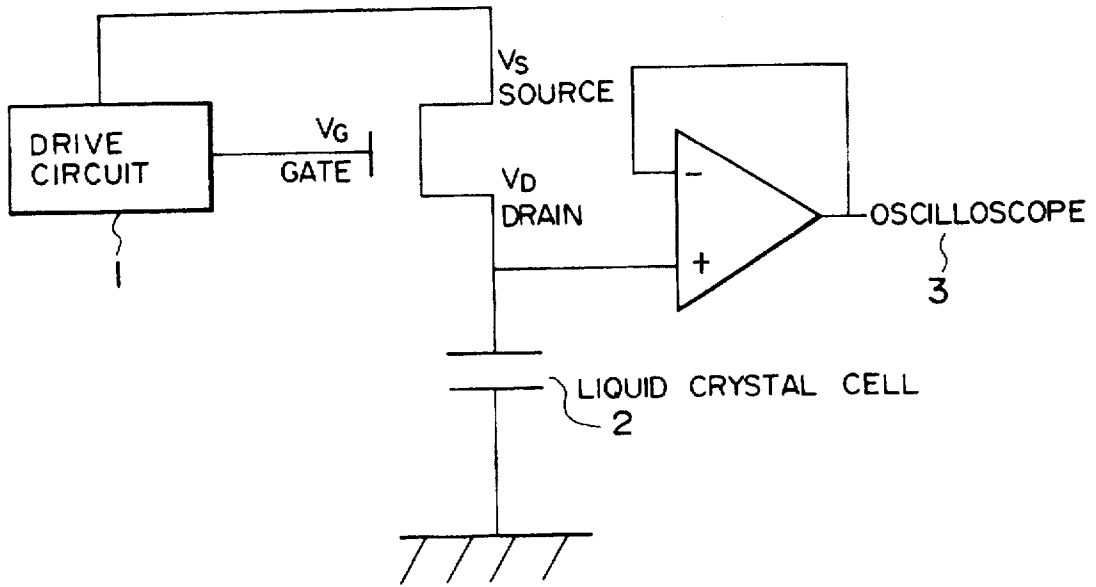 VS
SOURCE
DRIVE
CIRCUIT
VG
GATE
VD
DRAIN
-
+
OSCILLOSCOPE
1
3
LIQUID CRYSTAL CELL
2